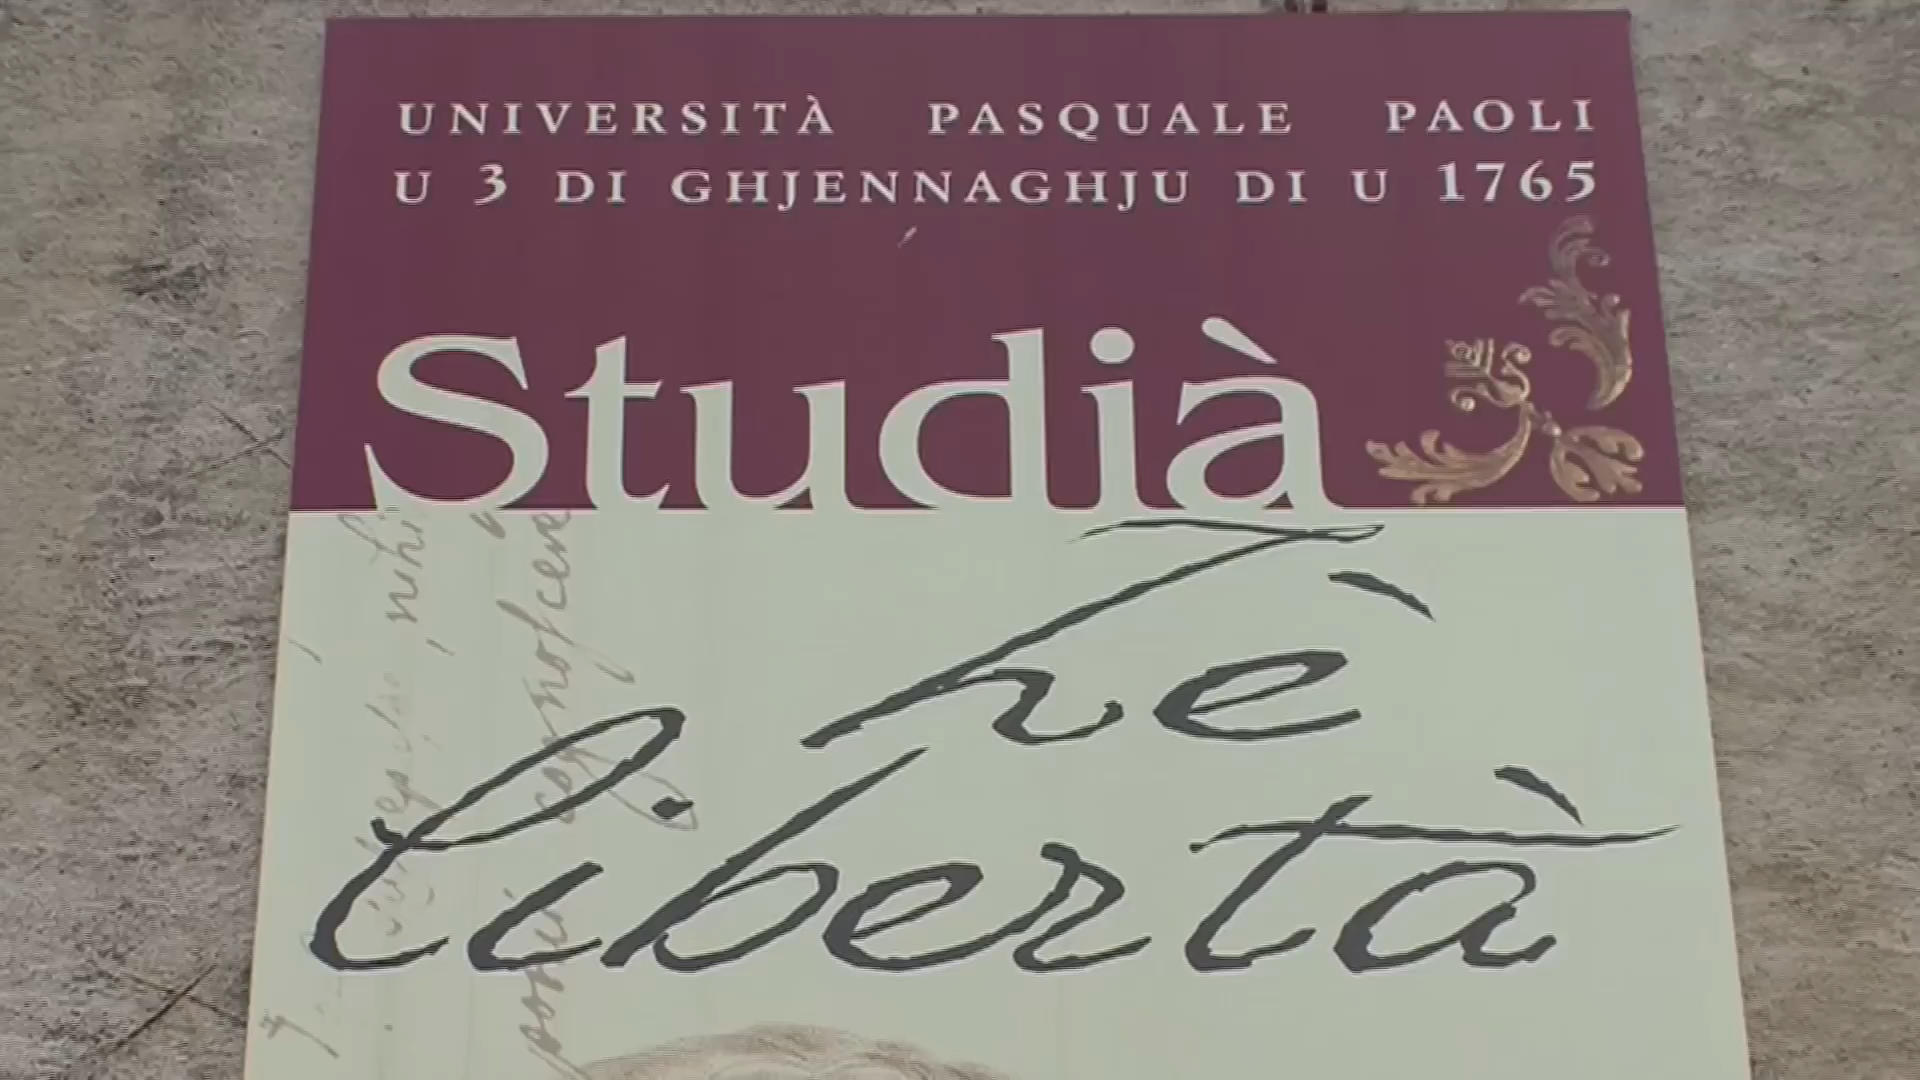 UNIVERSITÀ PASQUALE PAOLI
U 3 DI GHJENNAGHJU DI U 1765
Studià
hè
libertà